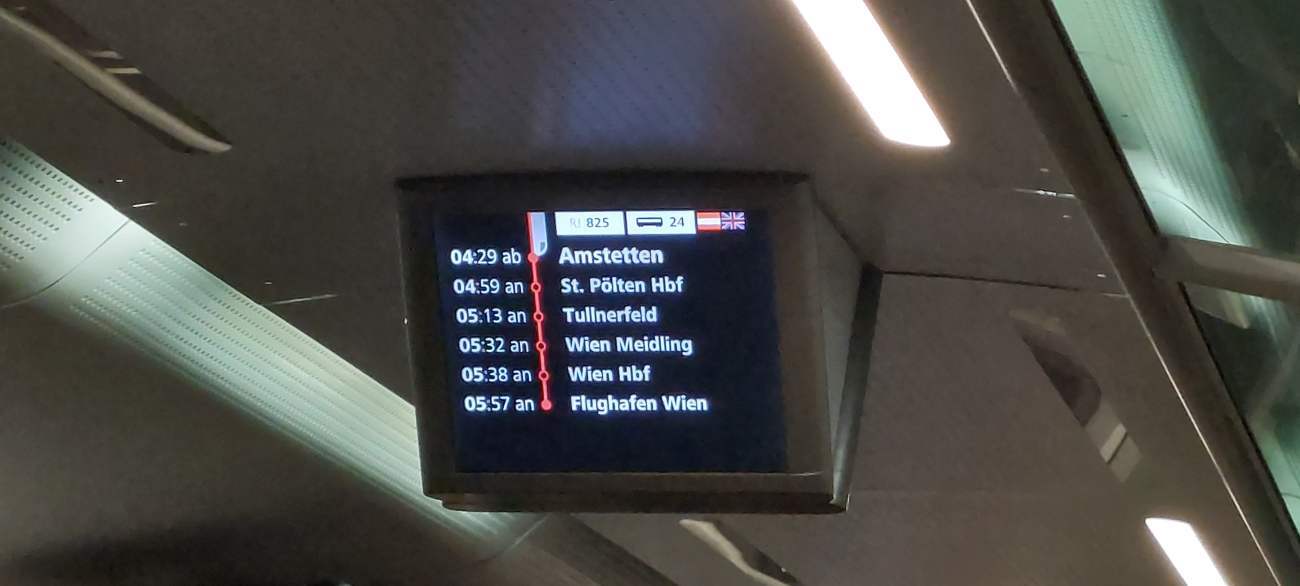 RJ 825 24
04:29 ab Amstetten
04:59 an St. Pölten Hbf
05:13 an Tullnerfeld
05:32 an Wien Meidling
05:38 an Wien Hbf
05:57 an Flughafen Wien